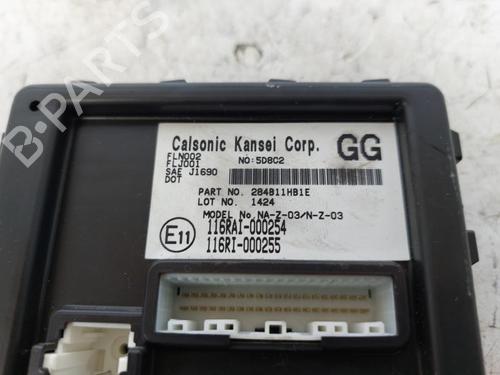 B-PARTS
Calsonic Kansei Corp.
GG
FLN002
FLJ001
NO:5D8C2
SAE J1690
DOT
PART NO. 284B11HB1E
LOT NO. 1424
MODEL No.NA-Z-03/N-Z-03
E11
116RAI-000254
116RI-000255